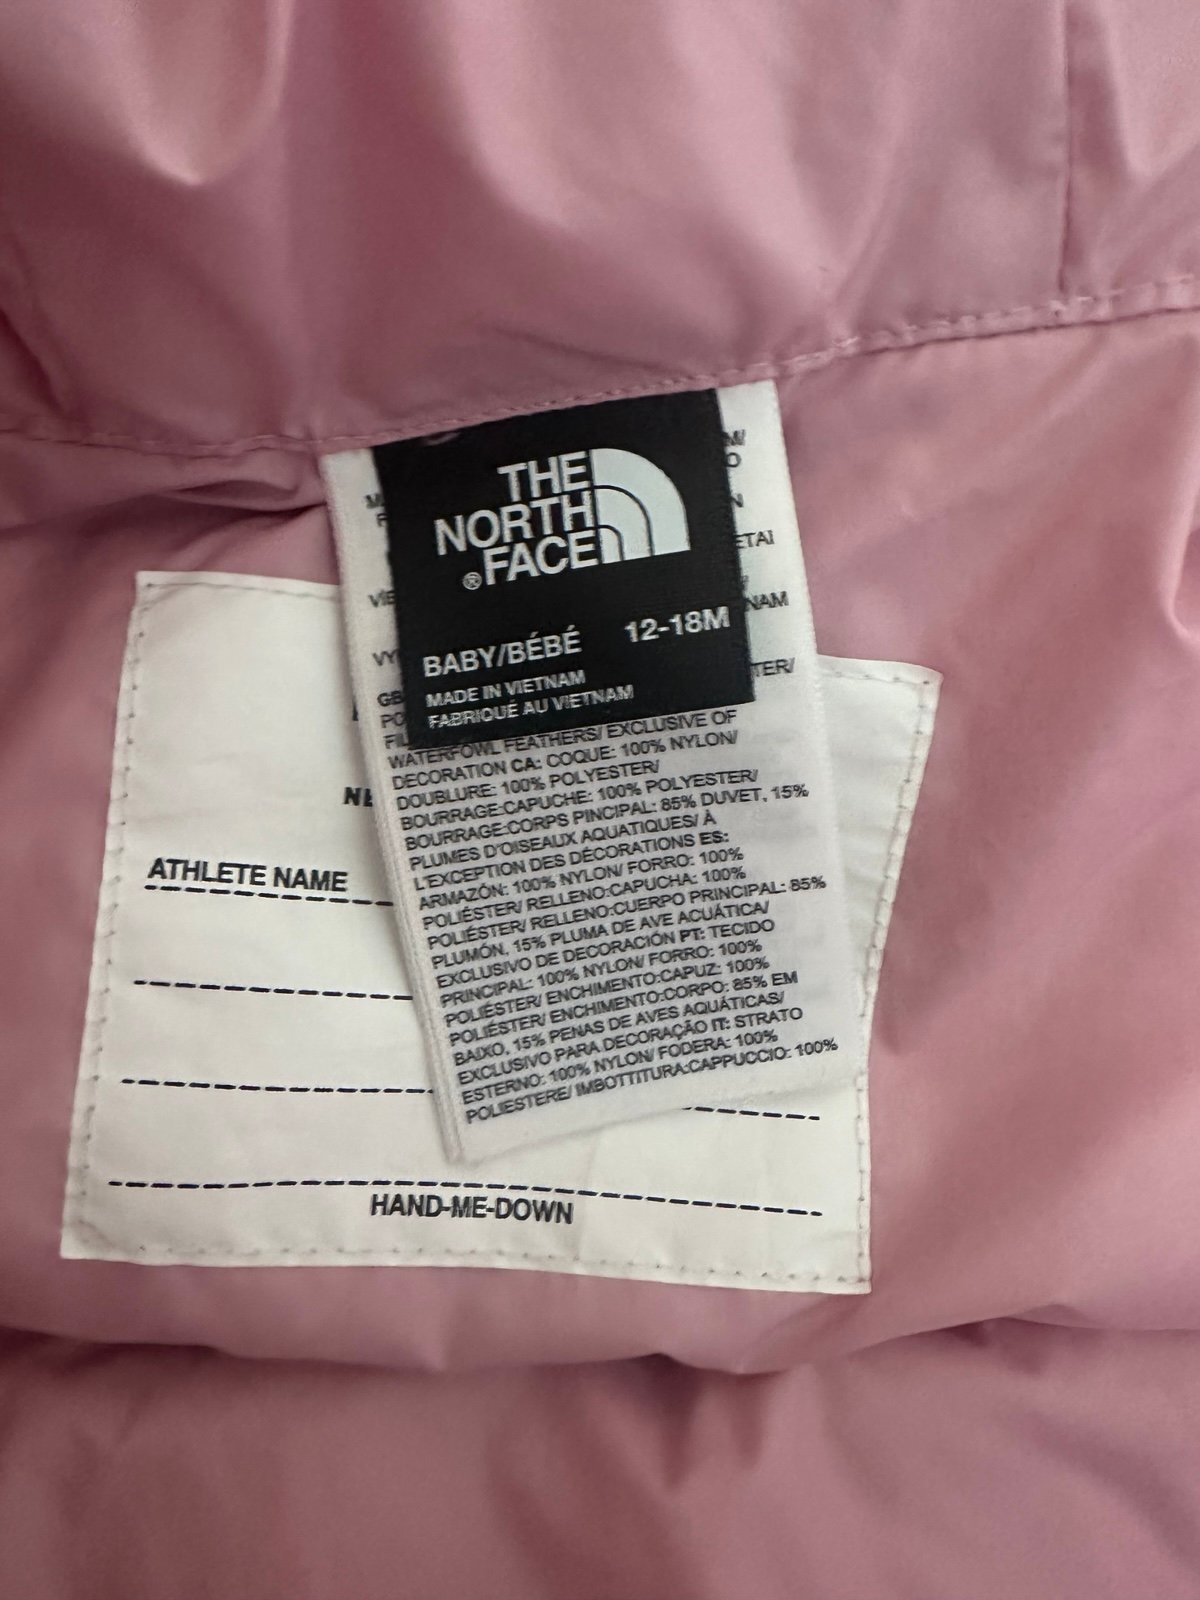 THE
NORTH
FACE
®
BABY/BÉBÉ 12-18M
MADE IN VIETNAM
FABRIQUÉ AU VIETNAM
WATERFOWL FEATHERS/ EXCLUSIVE OF
DECORATION CA: COQUE: 100% NYLON/
DOUBLURE: 100% POLYESTER/
BOURRAGE:CAPUCHE: 100% POLYESTER/
BOURRAGE:CORPS PINCIPAL: 85% DUVET, 15%
PLUMES D'OISEAUX AQUATIQUES/ À
L'EXCEPTION DES DÉCORATIONS ES:
ARMAZÓN: 100% NYLON/ FORRO: 100%
POLIÉSTER/ RELLENO:CAPUCHA: 100%
POLIÉSTER/ RELLENO:CUERPO PRINCIPAL: 85%
PLUMÓN, 15% PLUMA DE AVE ACUÁTICA/
EXCLUSIVO DE DECORACIÓN PT: TECIDO
PRINCIPAL: 100% NYLON/ FORRO: 100%
POLIÉSTER/ ENCHIMENTO:CAPUZ: 100%
POLIÉSTER/ ENCHIMENTO:CORPO: 85% EM
BAIXO, 15% PENAS DE AVES AQUÁTICAS/
EXCLUSIVO PARA DECORAÇÃO IT: STRATO
ESTERNO: 100% NYLON/ FODERA: 100%
POLIESTERE/ IMBOTTITURA:CAPPUCCIO: 100%
ATHLETE NAME
HAND-ME-DOWN